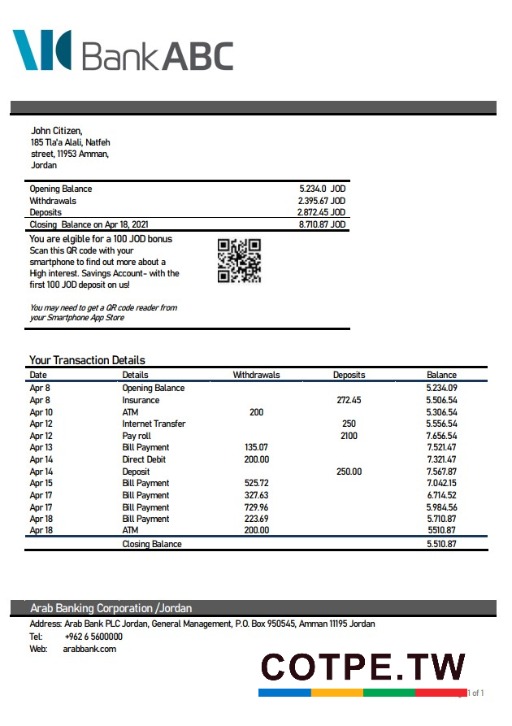 BankABC
John Citizen,
185 Tla'a Alali, Natfeh
street, 11953 Amman,
Jordan
Opening Balance 5.234.0 JOD
Withdrawals 2.395.67 JOD
Deposits 2.872.45 JOD
Closing Balance on Apr 18, 2021 8.710.87 JOD
You are elgible for a 100 JOD bonus
Scan this QR code with your
smartphone to find out more about a
High interest. Savings Account- with the
first 100 JOD deposit on us!
You may need to get a QR code reader from
your Smartphone App Store
Your Transaction Details
Date Details Withdrawals Deposits Balance
Apr 8 Opening Balance 5.234.09
Apr 8 Insurance 272.45 5.506.54
Apr 10 ATM 200 5.306.54
Apr 12 Internet Transfer 250 5.556.54
Apr 12 Pay roll 2100 7.656.54
Apr 13 Bill Payment 135.07 7.521.47
Apr 14 Direct Debit 200.00 7.321.47
Apr 14 Deposit 250.00 7.567.87
Apr 15 Bill Payment 525.72 7.042.15
Apr 17 Bill Payment 327.63 6.714.52
Apr 17 Bill Payment 729.96 5.984.56
Apr 18 Bill Payment 223.69 5.710.87
Apr 18 ATM 200.00 5510.87
Closing Balance 5.510.87
Arab Banking Corporation /Jordan
Address: Arab Bank PLC Jordan, General Management, P.O. Box 950545, Amman 11195 Jordan
Tel: +962 6 5600000
Web: arabbank.com
COTPE.TW
1 of 1